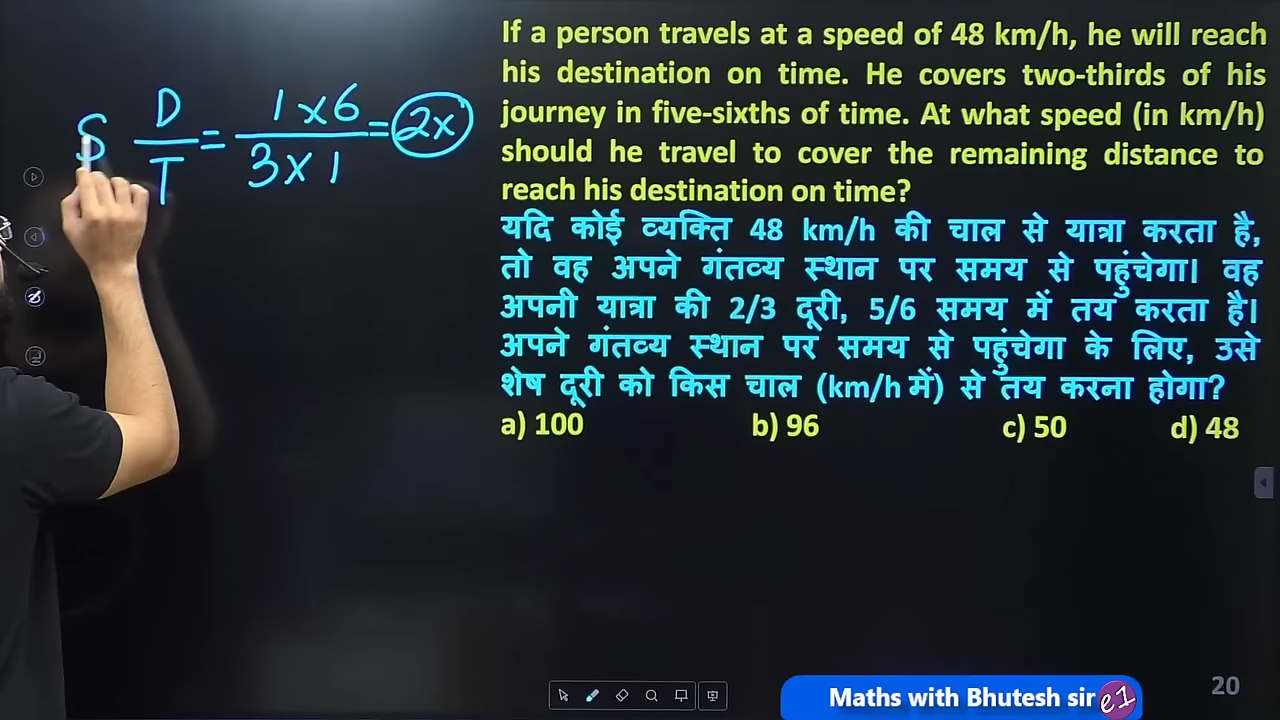 S D/T = 1 x 6 / 3 x 1 = 2x
If a person travels at a speed of 48 km/h, he will reach
his destination on time. He covers two-thirds of his
journey in five-sixths of time. At what speed (in km/h)
should he travel to cover the remaining distance to
reach his destination on time?
यदि कोई व्यक्ति 48 km/h की चाल से यात्रा करता है,
तो वह अपने गंतव्य स्थान पर समय से पहुंचेगा। वह
अपनी यात्रा की 2/3 दूरी, 5/6 समय में तय करता है।
अपने गंतव्य स्थान पर समय से पहुंचेगा के लिए, उसे
शेष दूरी को किस चाल (km/h में) से तय करना होगा?
a) 100 b) 96 c) 50 d) 48
Maths with Bhutesh sir e1
20